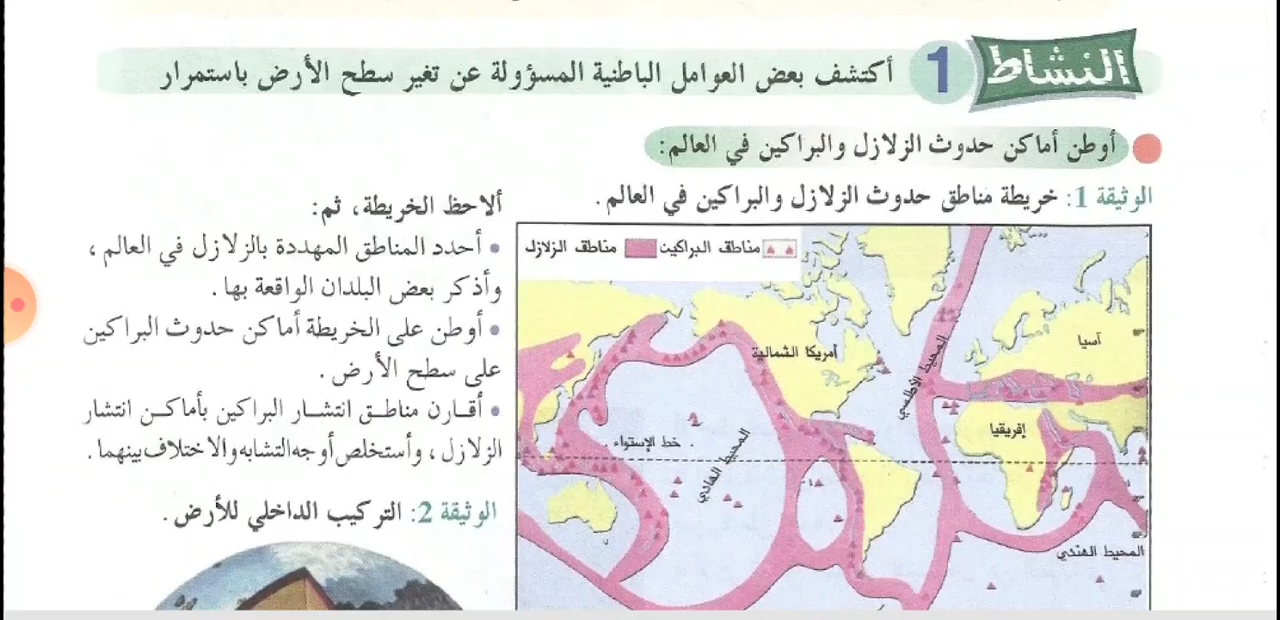 النشاط 1 أكتشف بعض العوامل الباطنية المسؤولة عن تغير سطح الأرض باستمرار
أوطن أماكن حدوث الزلازل والبراكين في العالم:
الوثيقة 1: خريطة مناطق حدوث الزلازل والبراكين في العالم.
مناطق البراكين
مناطق الزلازل
آسيا
أمريكا الشمالية
المحيط الأطلسي
إفريقيا
خط الإستواء
المحيط الهادي
المحيط الهندي
ألاحظ الخريطة، ثم:
• أحدد المناطق المهددة بالزلازل في العالم،
وأذكر بعض البلدان الواقعة بها.
• أوطن على الخريطة أماكن حدوث البراكين
على سطح الأرض.
• أقارن مناطق انتشار البراكين بأماكن انتشار
الزلازل، وأستخلص أوجه التشابه والاختلاف بينهما.
الوثيقة 2: التركيب الداخلي للأرض.